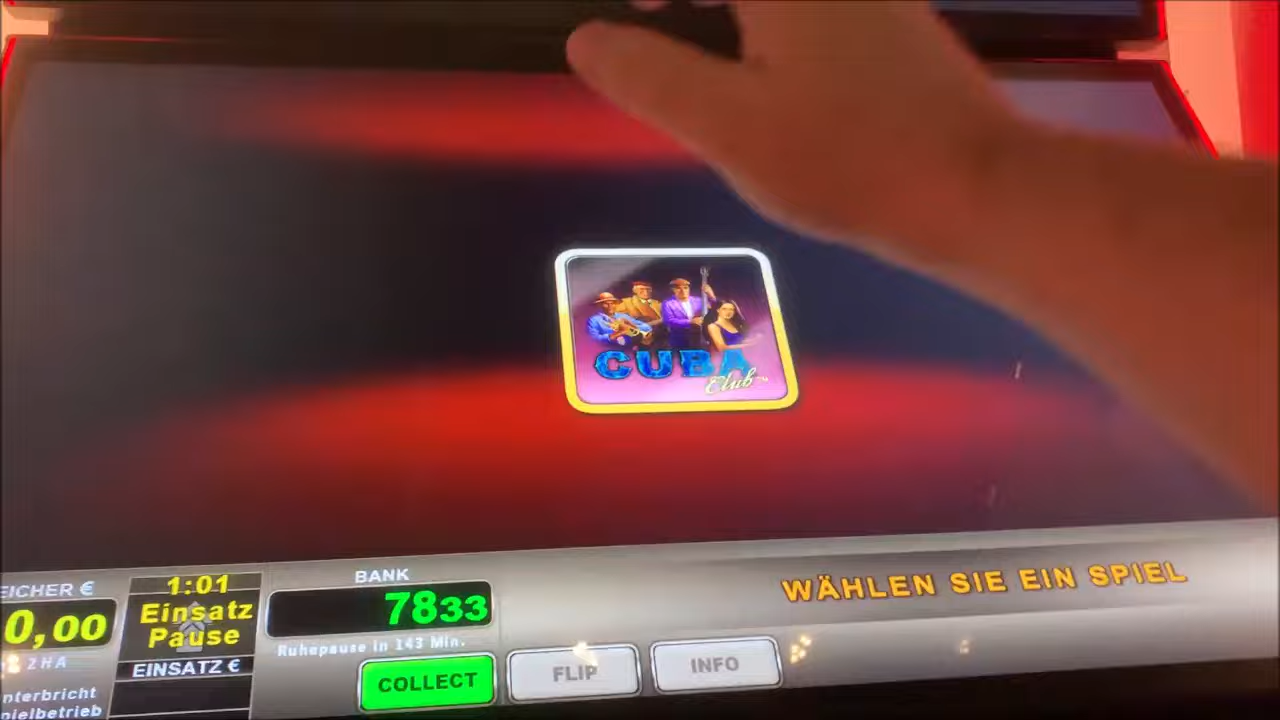 CUBA
Club
WÄHLEN SIE EIN SPIEL
EICHER €
0,00
ZHA
nterbricht
pielbetrieb
1:01
Einsatz
Pause
EINSATZ €
BANK
7833
Ruhepause in 143 Min.
COLLECT
FLIP
INFO